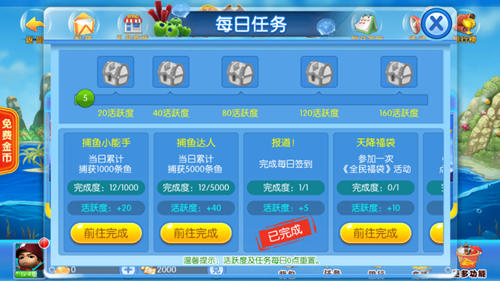 每日任务
5
20活跃度
40活跃度
80活跃度
120活跃度
160活跃度
免费金币
捕鱼小能手
当日累计
捕获1000条鱼
完成度：12/1000
活跃度：+20
前往完成
捕鱼达人
当日累计
捕获5000条鱼
完成度：12/5000
活跃度：+40
前往完成
报道！
完成每日签到
完成度：1/1
活跃度：+5
已完成
天降福袋
参加一次
《全民福袋》活动
完成度：0/1
活跃度：+10
前往完成
温馨提示：活跃度及任务每日0点重置。
0
2000
更多功能